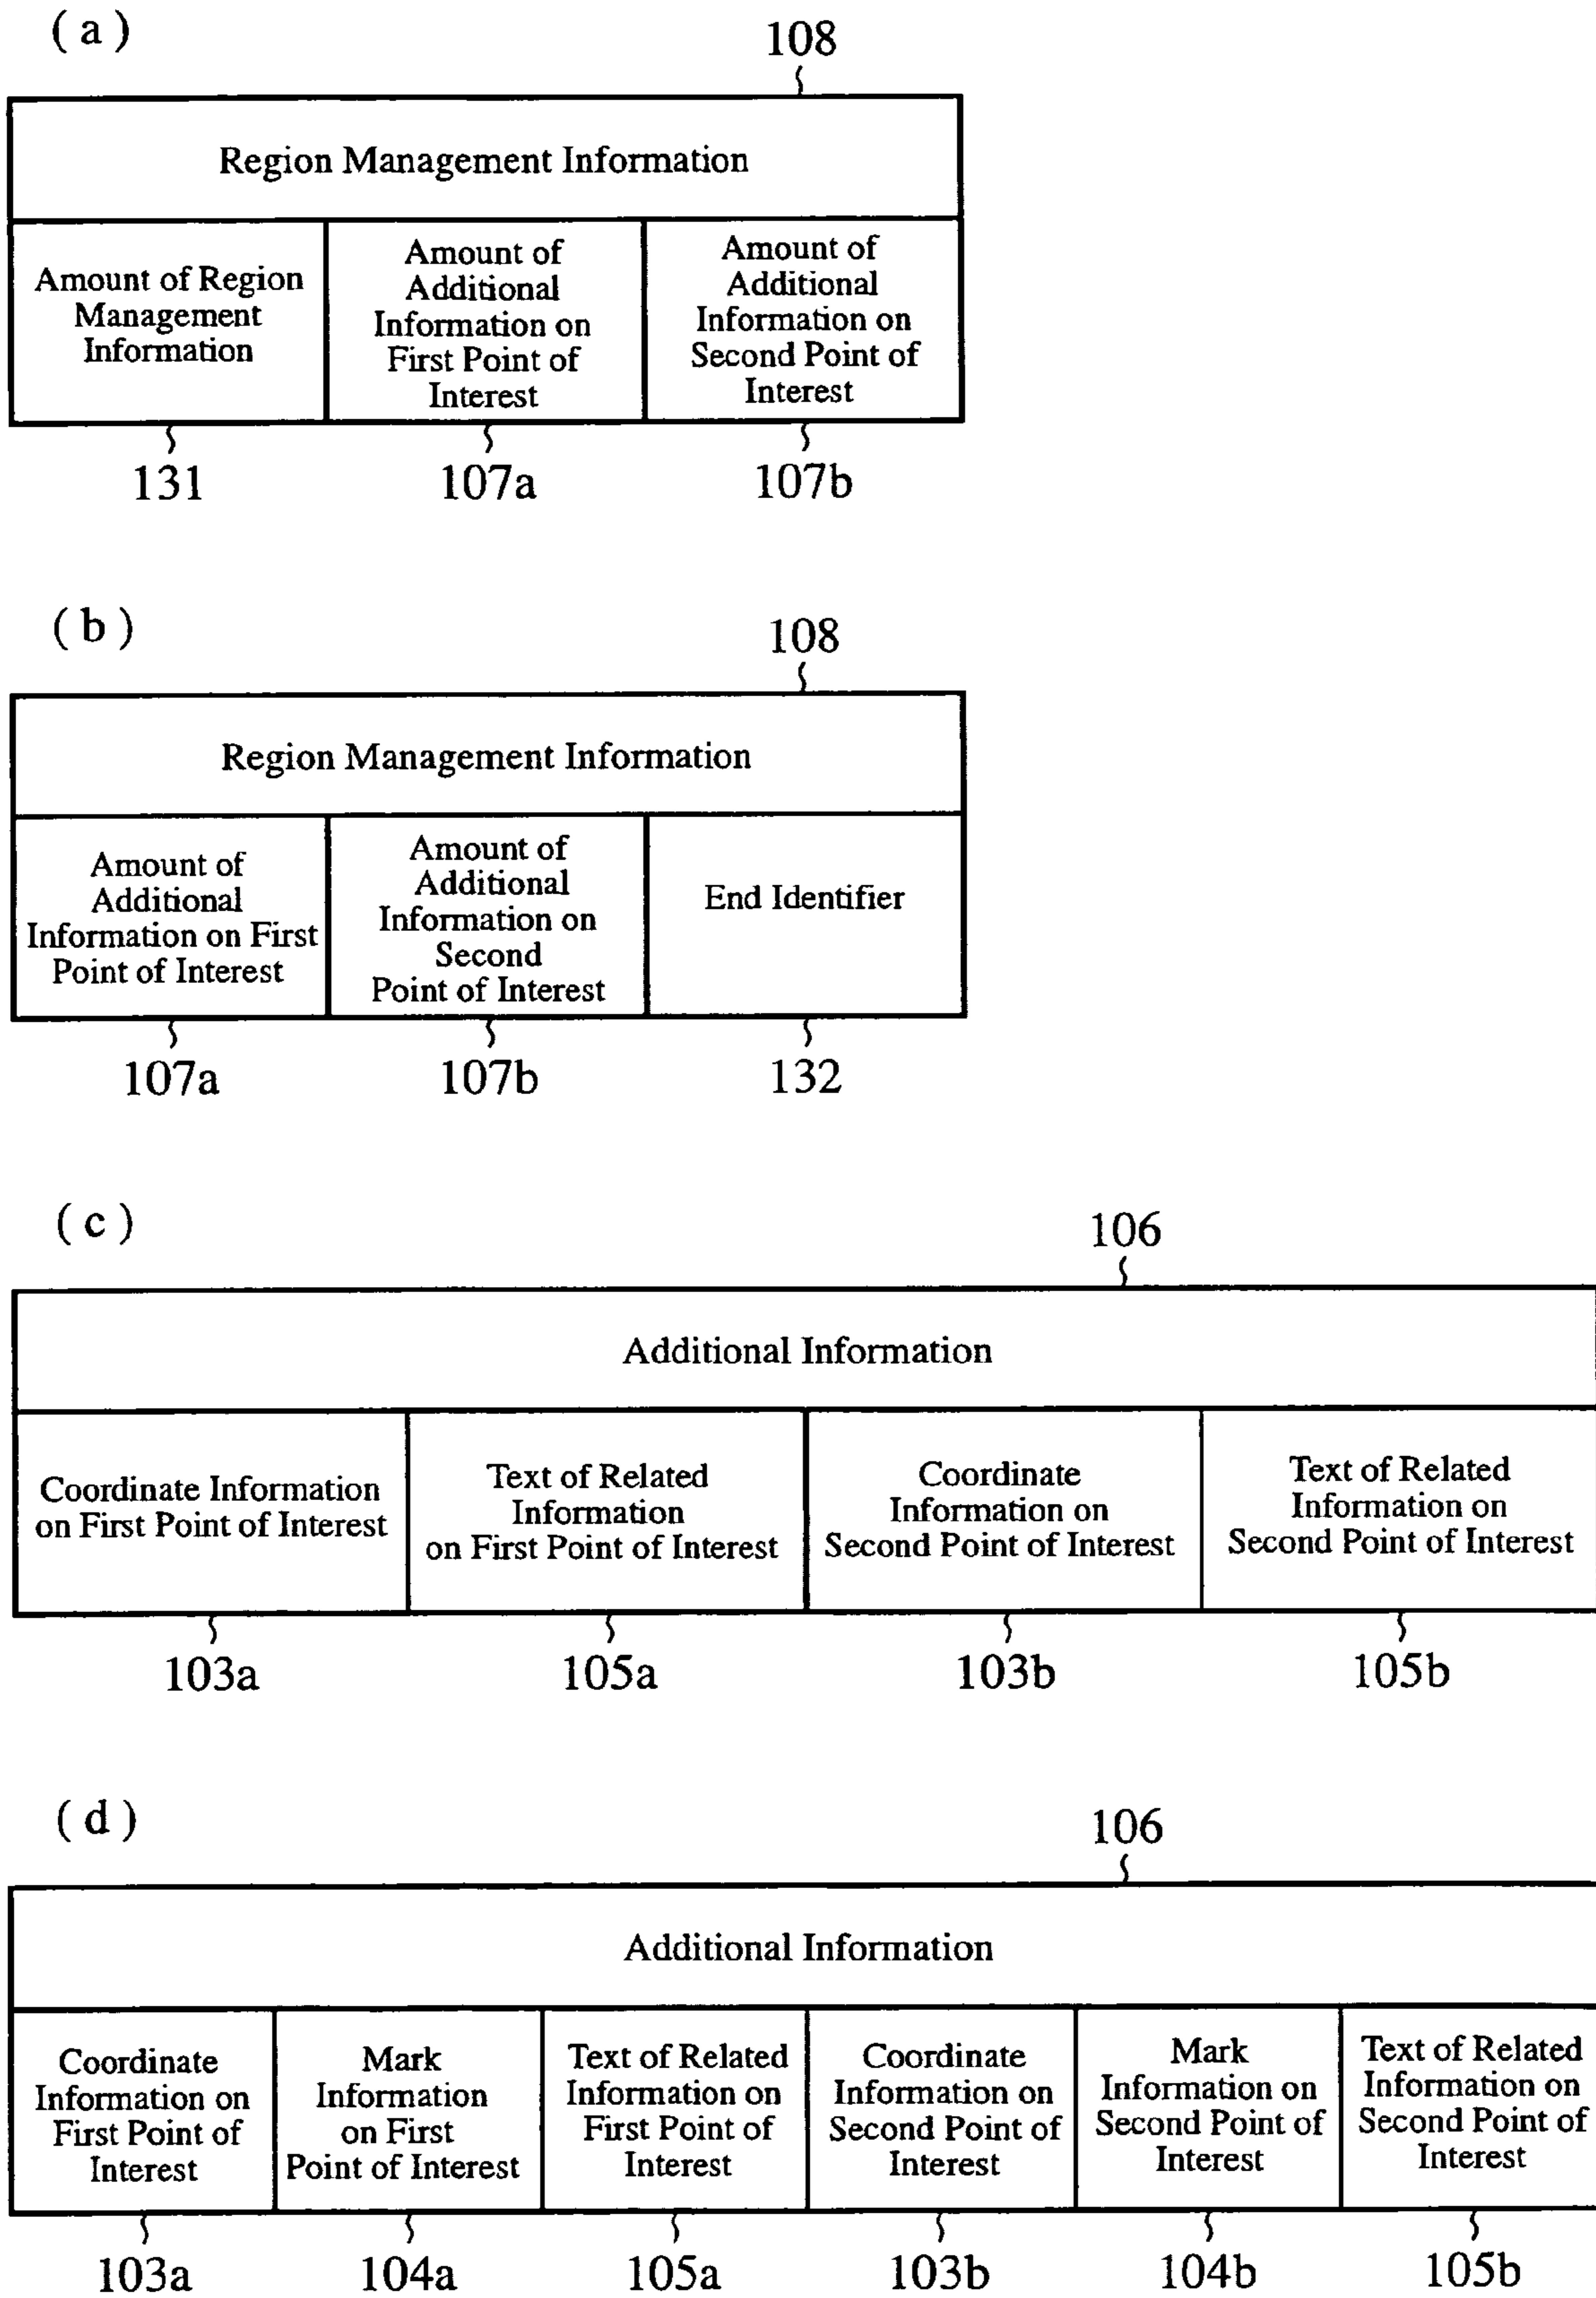 (a)
108
Region Management Information
Amount of Region
Management
Information
Amount of
Additional
Information on
First Point of
Interest
Amount of
Additional
Information on
Second Point of
Interest
131
107a
107b
(b)
108
Region Management Information
Amount of
Additional
Information on First
Point of Interest
Amount of
Additional
Information on
Second
Point of Interest
End Identifier
107a
107b
132
(c)
106
Additional Information
Coordinate Information
on First Point of Interest
Text of Related
Information
on First Point of Interest
Coordinate
Information on
Second Point of Interest
Text of Related
Information on
Second Point of Interest
103a
105a
103b
105b
(d)
106
Additional Information
Coordinate
Information on
First Point of
Interest
Mark
Information
on First
Point of Interest
Text of Related
Information on
First Point of
Interest
Coordinate
Information on
Second Point of
Interest
Mark
Information on
Second Point of
Interest
Text of Related
Information on
Second Point of
Interest
103a
104a
105a
103b
104b
105b